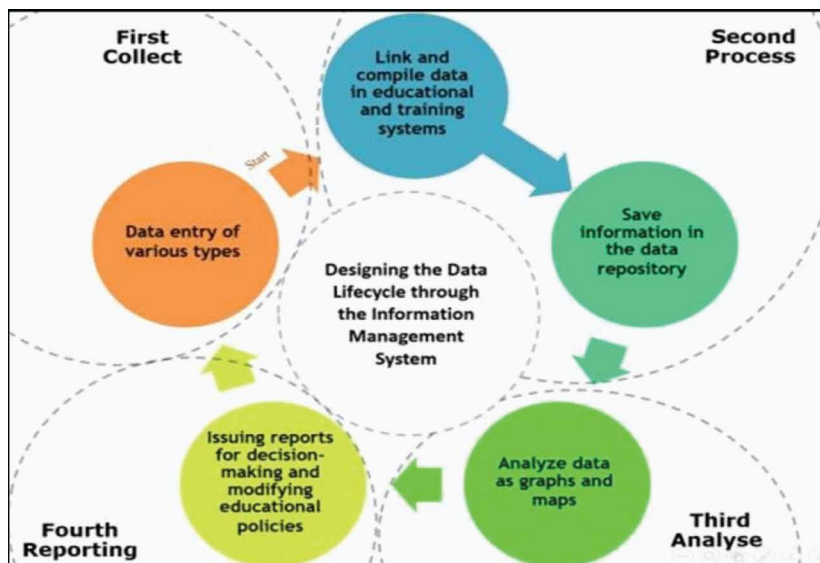 First
Collect
Second
Process
Link and
compile data
in educational
and training
systems
Start
Data entry of
various types
Save
information in
the data
repository
Designing the Data
Lifecycle through
the Information
Management
System
Issuing reports
for decision-
making and
modifying
educational
policies
Analyze data
as graphs and
maps
Fourth
Reporting
Third
Analyse